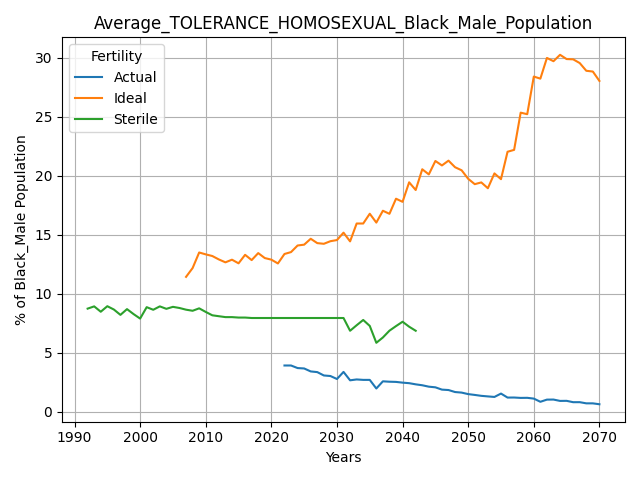 Average_TOLERANCE_HOMOSEXUAL_Black_Male_Population
Fertility
Actual
Ideal
Sterile
% of Black_Male Population
30
25
20
15
10
5
0
1990 2000 2010 2020 2030 2040 2050 2060 2070
Years